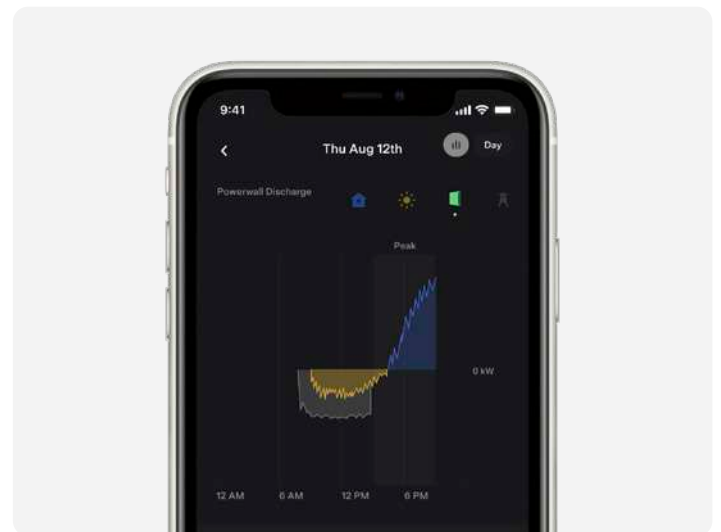 9:41
Thu Aug 12th
Day
Powerwall Discharge
Peak
0 kW
12 AM 6 AM 12 PM 6 PM